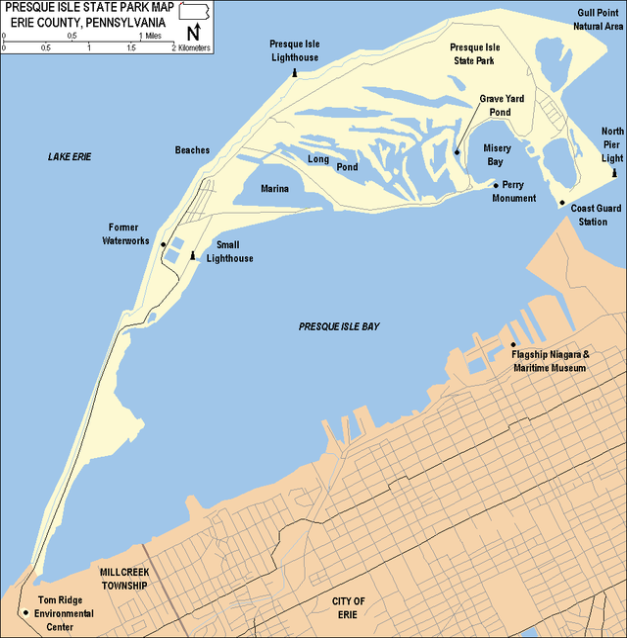 PRESQUE ISLE STATE PARK MAP
ERIE COUNTY, PENNSYLVANIA
0 .5 1 Miles
0 .5 1 1.5 2 Kilometers
N
Gull Point
Natural Area
Presque Isle
Lighthouse
Presque Isle
State Park
Grave Yard
Pond
North
Pier
Light
LAKE ERIE
Beaches
Long
Pond
Misery
Bay
Marina
Perry
Monument
Coast Guard
Station
Former
Waterworks
Small
Lighthouse
PRESQUE ISLE BAY
Flagship Niagara &
Maritime Museum
MILLCREEK
TOWNSHIP
Tom Ridge
Environmental
Center
CITY OF
ERIE